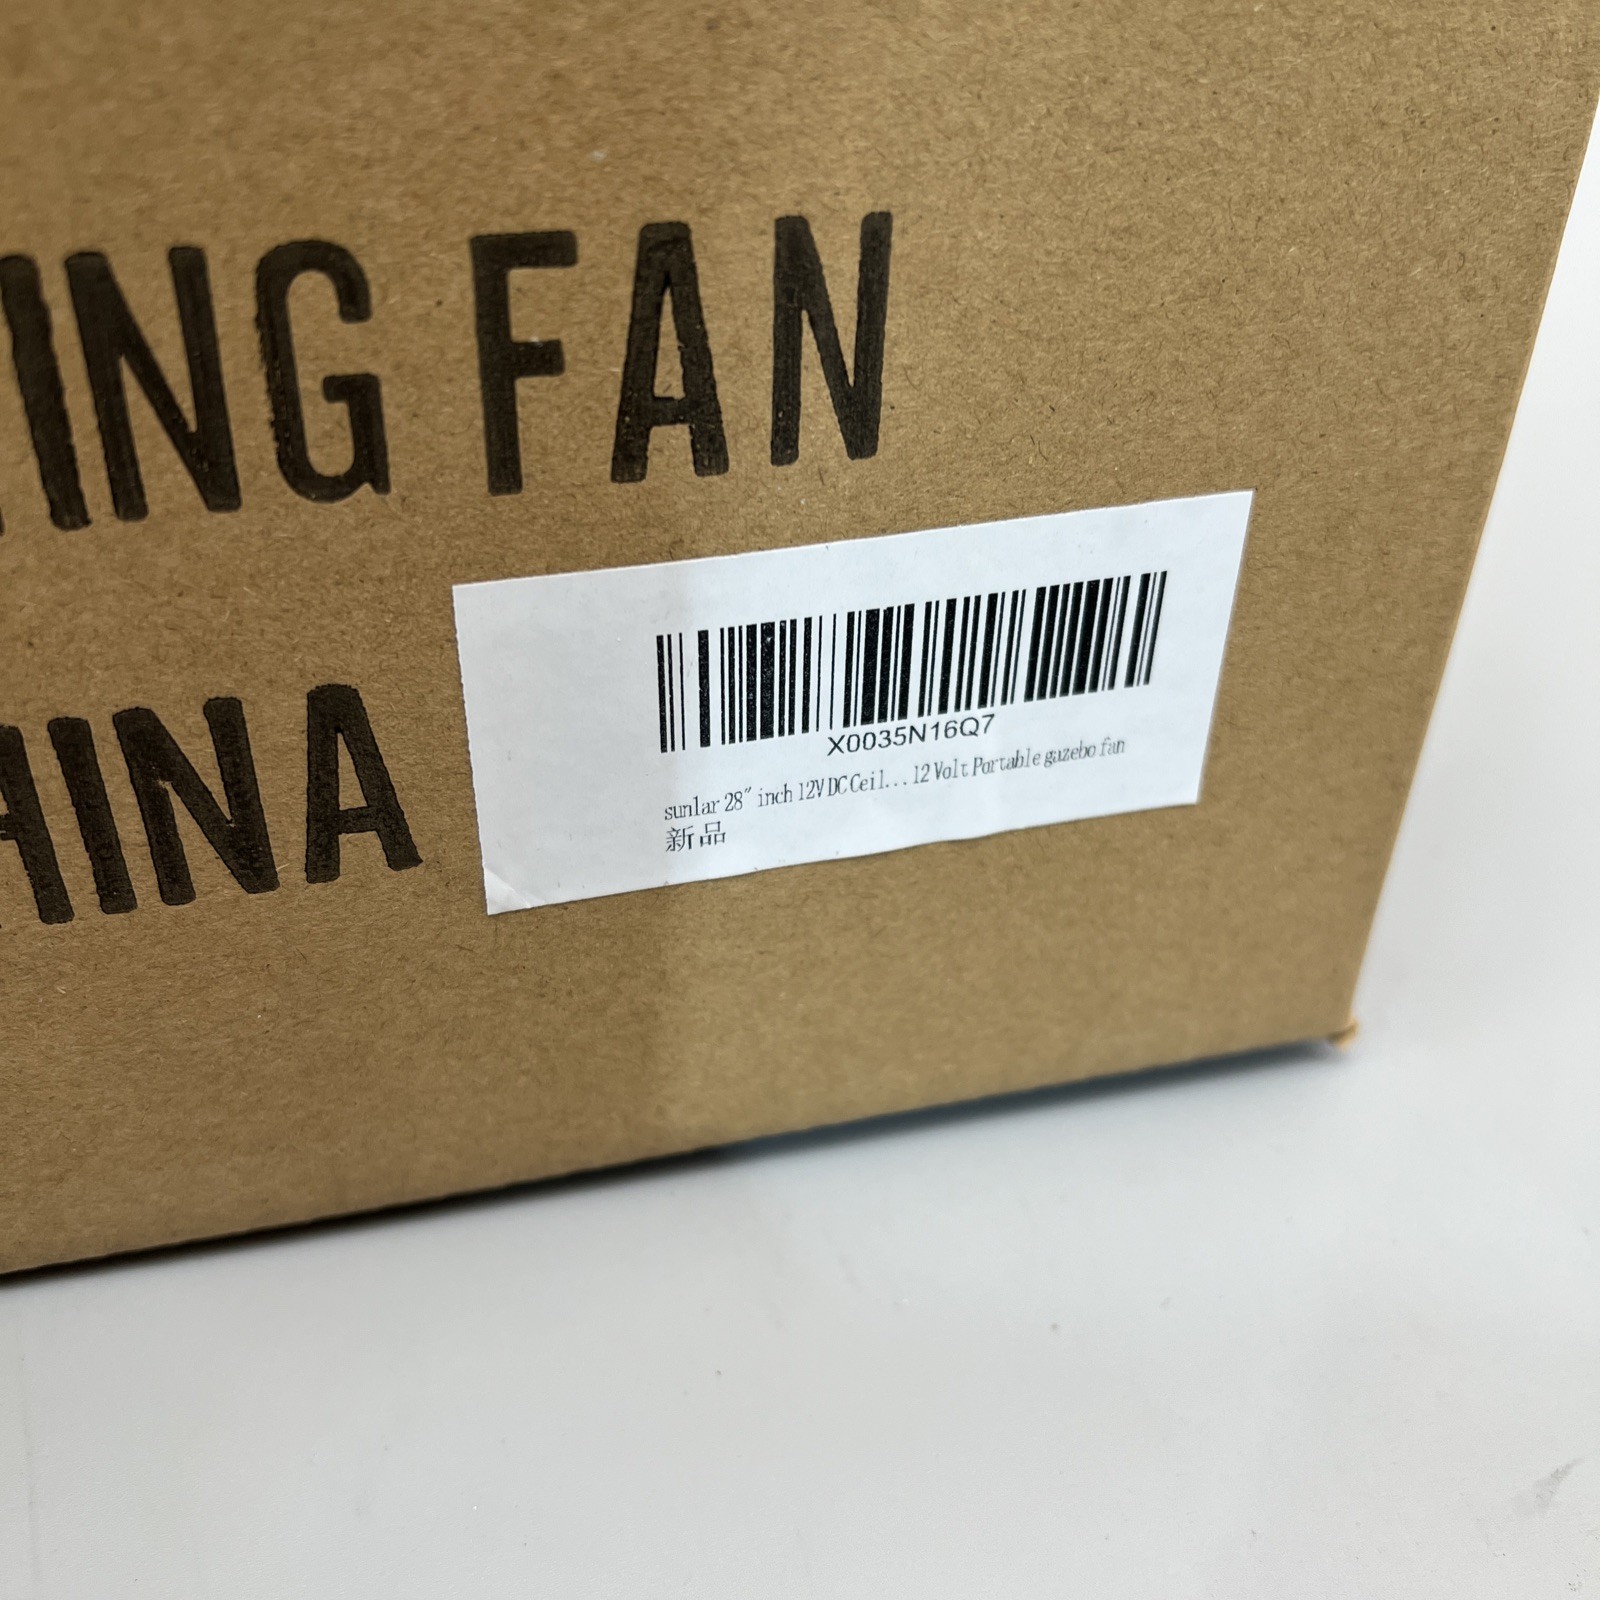 ING FAN
HINA
X0035N16Q7
sunlar 28" inch 12V DC Ceil... 12 Volt Portable gazebo fan
新品